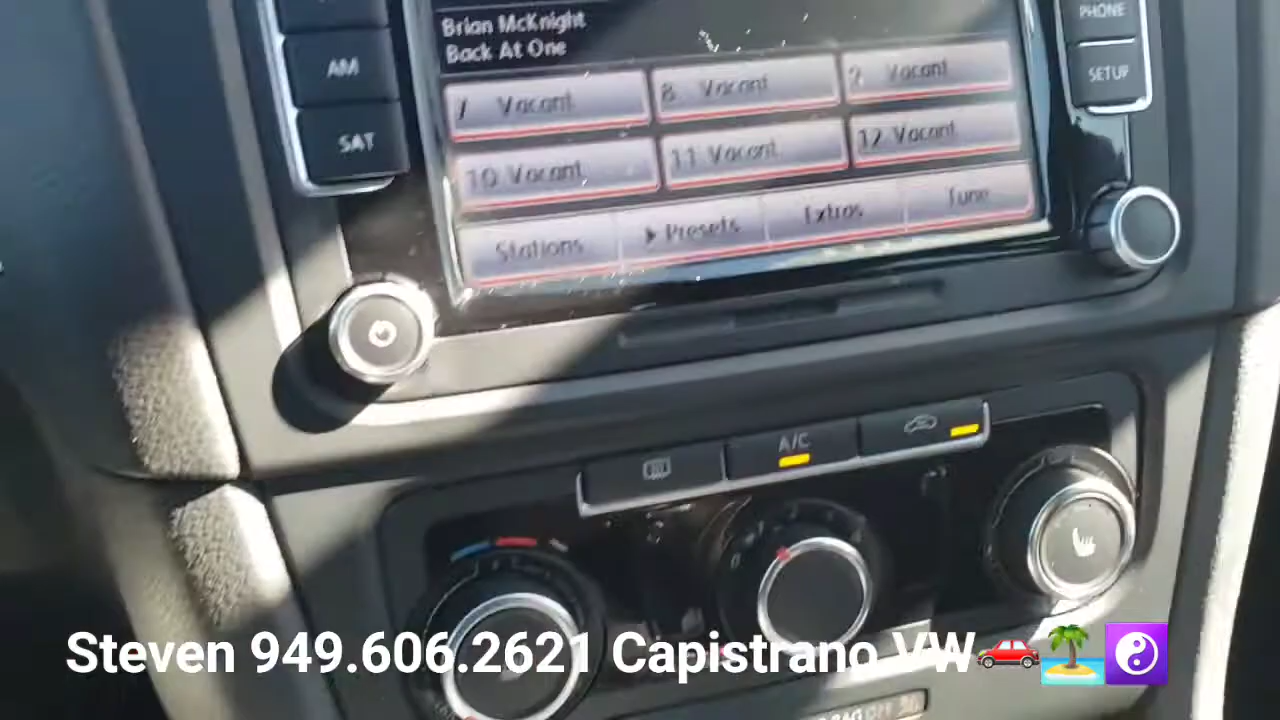 Brian McKnight
Back At One
AM
SAT
PHONE
SETUP
7 Vacant
8 Vacant
9 Vacant
10 Vacant
11 Vacant
12 Vacant
Stations
Presets
Extras
Tune
A/C
Steven 949.606.2621 Capistrano VW🚗🏝️☯️